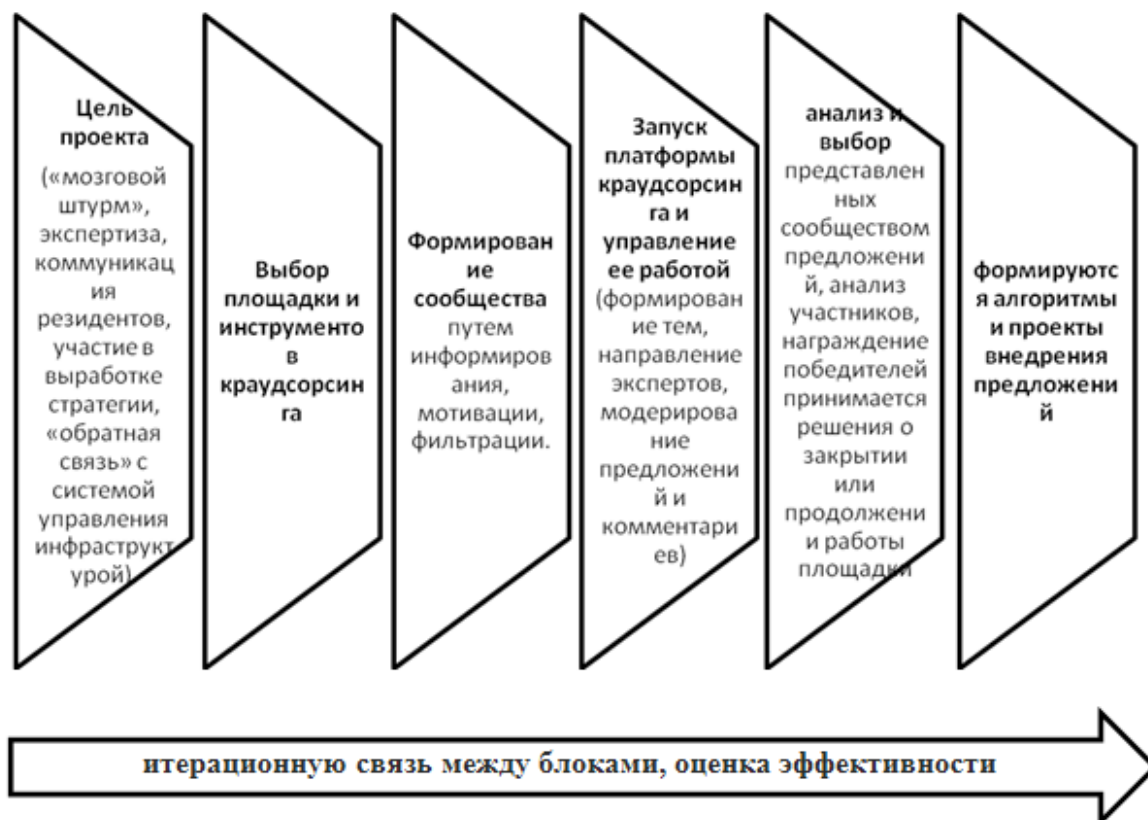 Цель
проекта
(«мозговой
штурм»,
экспертиза,
коммуникац
ия
резидентов,
участие в
выработке
стратегии,
«обратная
связь» с
системой
управления
инфраструкт
урой)
Выбор
площадки и
инструменто
в
краудсорсин
га
Формирован
ие
сообщества
путем
информиров
ания,
мотивации,
фильтрации.
Запуск
платформы
краудсорсин
га и
управление
ее работой
(формирован
ие тем,
направление
экспертов,
модерирова
ние
предложени
й и
комментарие
ев)
анализ и
выбор
представлен
ных
сообществом
предложени
й, анализ
участников,
награждение
победителей
принимается
решения о
закрытии
или
продолжени
и работы
площадки
формируютс
я алгоритмы
и проекты
внедрения
предложени
й
итерационную связь между блоками, оценка эффективности